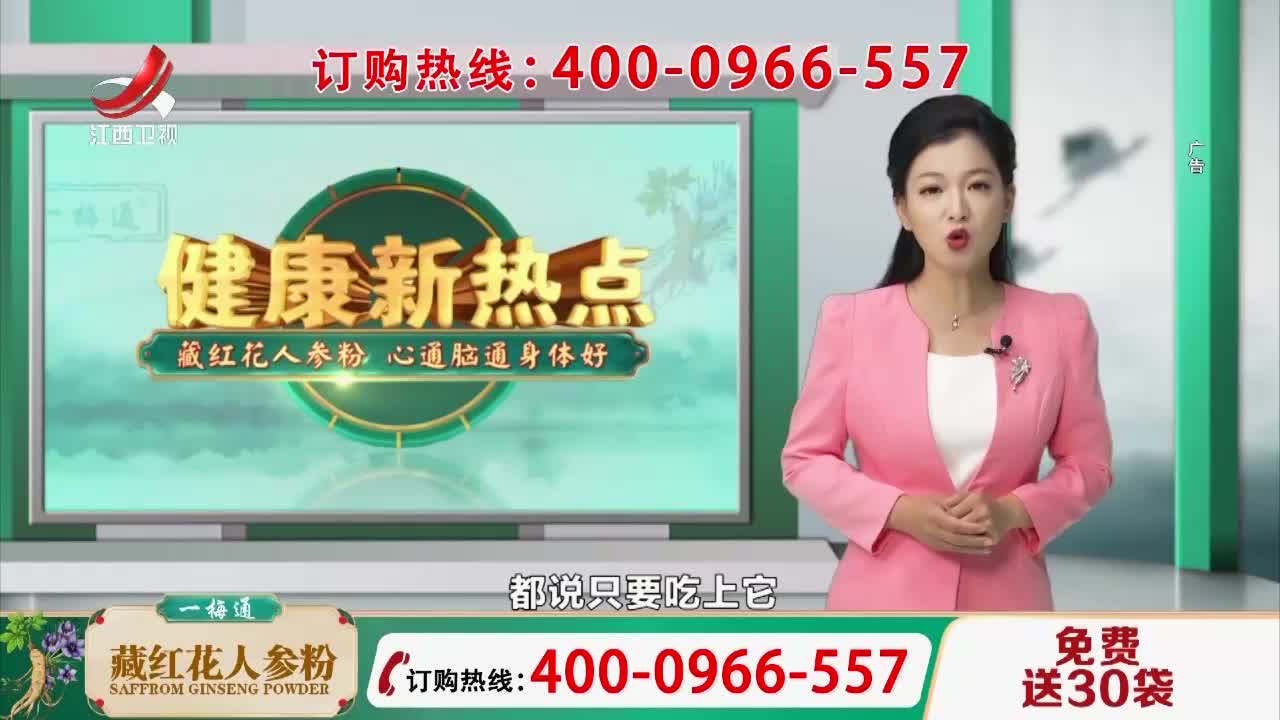 订购热线：400-0966-557
江西卫视
广告
一梅通
健康新热点
藏红花人参粉 心通脑通身体好
都说只要吃上它
一梅通
藏红花人参粉
SAFFROM GINSENG POWDER
订购热线：400-0966-557
免费
送30袋